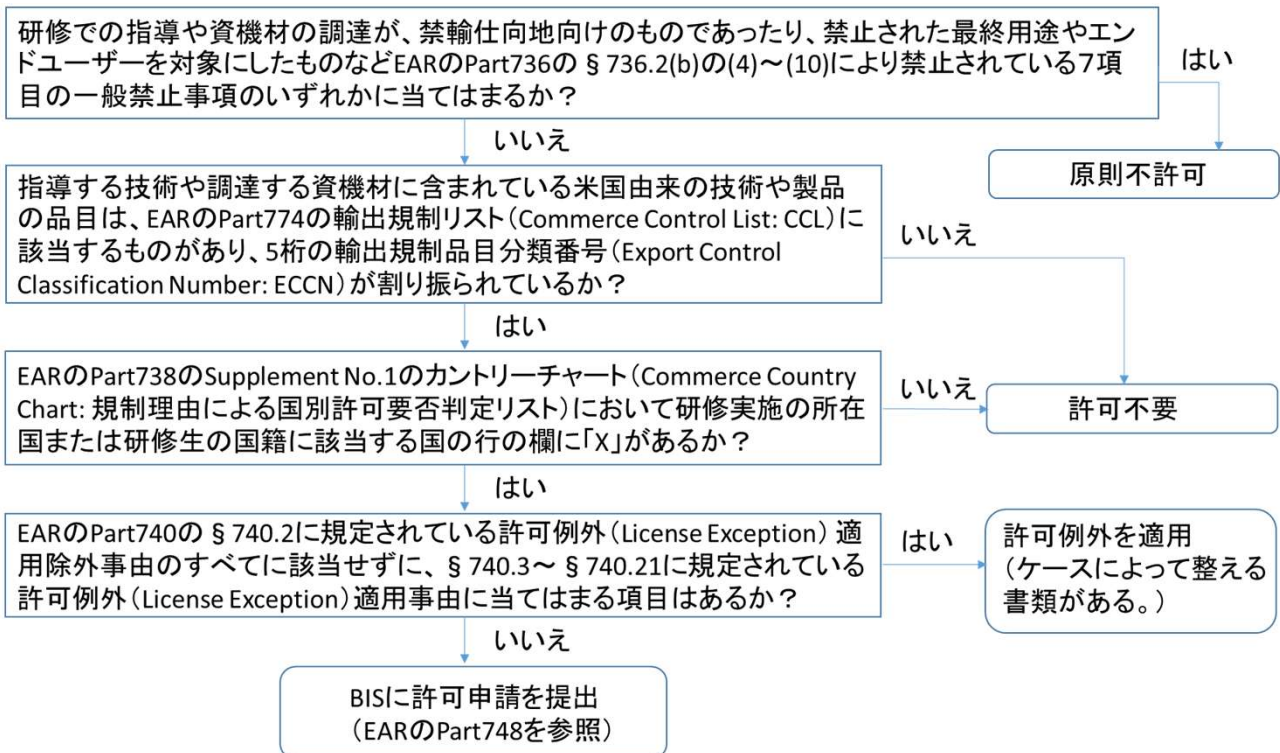 研修での指導や資機材の調達が、禁輸仕向地向けのものであったり、禁止された最終用途やエン
ドユーザーを対象にしたものなどEARのPart736の§736.2(b)の(4)～(10)により禁止されている7項
目の一般禁止事項のいずれかに当てはまるか？
はい
いいえ
原則不許可
指導する技術や調達する資機材に含まれている米国由来の技術や製品
の品目は、EARのPart774の輸出規制リスト（Commerce Control List: CCL）に
該当するものがあり、5桁の輸出規制品目分類番号（Export Control
Classification Number: ECCN）が割り振られているか？
いいえ
はい
EARのPart738のSupplement No.1のカントリーチャート（Commerce Country
Chart: 規制理由による国別許可要否判定リスト）において研修実施の所在
国または研修生の国籍に該当する国の行の欄に「X」があるか？
いいえ
許可不要
はい
EARのPart740の§740.2に規定されている許可例外（License Exception）適
用除外事由のすべてに該当せずに、§740.3～§740.21に規定されている
許可例外（License Exception）適用事由に当てはまる項目はあるか？
はい
許可例外を適用
（ケースによって整える
書類がある。）
いいえ
BISに許可申請を提出
（EARのPart748を参照）